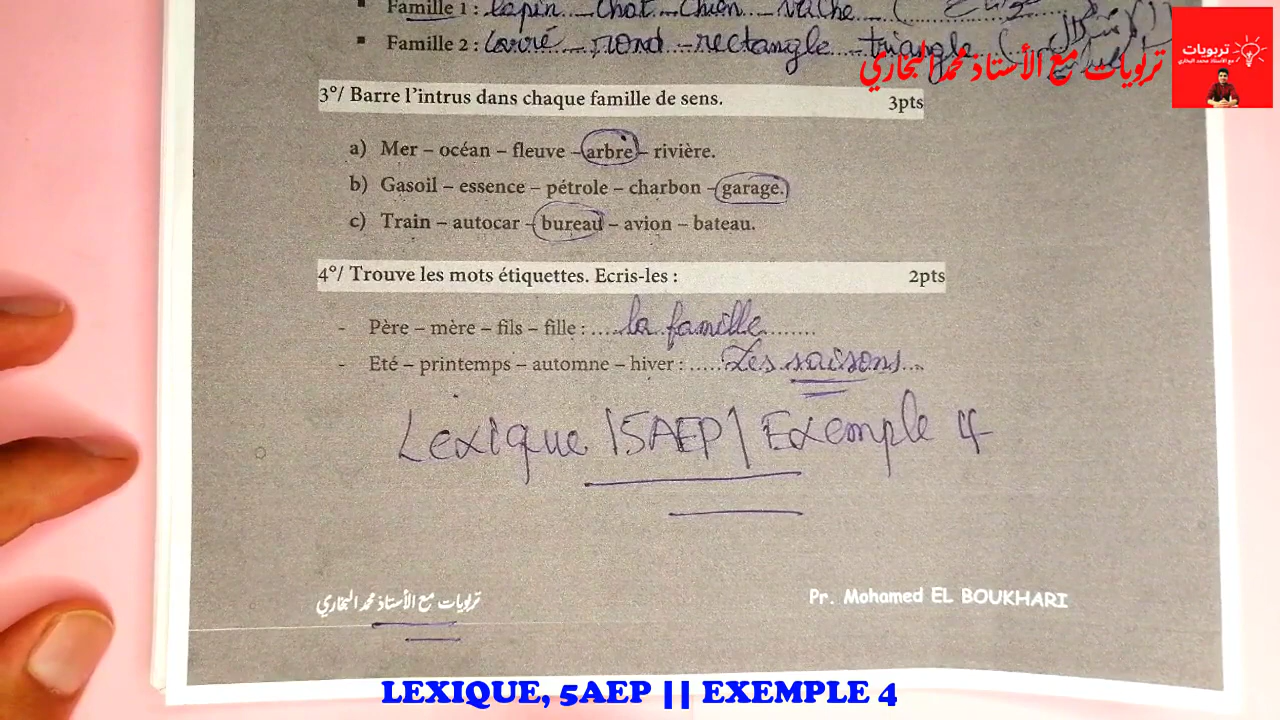 Famille 1 : lapin - chat - chien - vache (
Famille 2 : carré - rond - rectangle - triangle (
تربويات
مع الأستاذ محمد البخاري
تربويات مع الأستاذ محمد البخاري
3°/ Barre l'intrus dans chaque famille de sens. 3pts
a) Mer – océan – fleuve – arbre – rivière.
b) Gasoil – essence – pétrole – charbon – garage.
c) Train – autocar – bureau – avion – bateau.
4°/ Trouve les mots étiquettes. Ecris-les : 2pts
- Père – mère – fils – fille : ....la famille........
- Eté – printemps – automne – hiver : .....Les saisons...
Lexique |5AEP| Exemple 4
تربويات مع الأستاذ محمد البخاري
Pr. Mohamed EL BOUKHARI
LEXIQUE, 5AEP || EXEMPLE 4